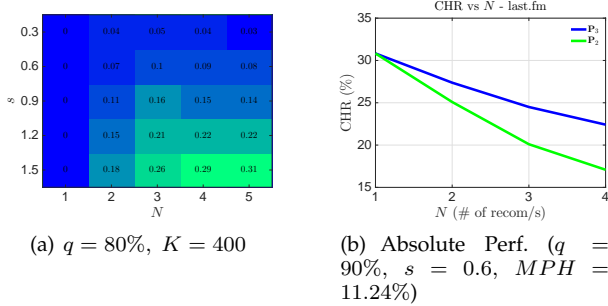 0.3
0
0.04
0.05
0.04
0.6
0
0.07
0.1
0.09
0.08
s
0.9
0
0.11
0.16
0.15
0.14
1.2
0
0.15
0.21
0.22
0.22
1.5
0
0.18
0.26
0.29
0.31
1 2 3 4 5
N
(a) q = 80%, K = 400
CHR vs N - last.fm
P₃
P₂
35
30
25
20
15
CHR (%)
1 2 3 4
N (# of recom/s)
(b) Absolute Perf. (q =
90%, s = 0.6, MPH =
11.24%)